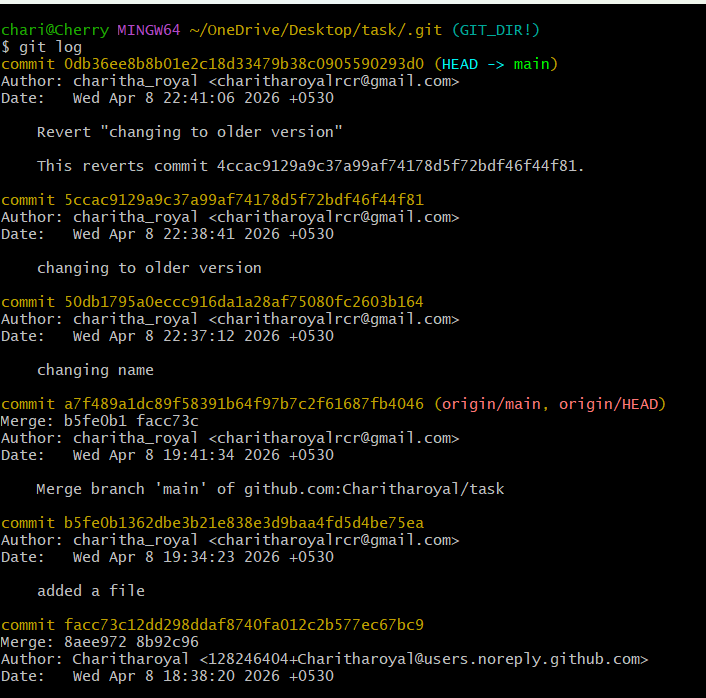 chari@Cherry MINGW64 ~/OneDrive/Desktop/task/.git (GIT_DIR!)
$ git log
commit 0db36ee8b8b01e2c18d33479b38c0905590293d0 (HEAD -> main)
Author: charitha_royal <charitharoyalrcr@gmail.com>
Date:   Wed Apr 8 22:41:06 2026 +0530
Revert "changing to older version"
This reverts commit 4ccac9129a9c37a99af74178d5f72bdf46f44f81.
commit 5ccac9129a9c37a99af74178d5f72bdf46f44f81
Author: charitha_royal <charitharoyalrcr@gmail.com>
Date:   Wed Apr 8 22:38:41 2026 +0530
changing to older version
commit 50db1795a0eccc916da1a28af75080fc2603b164
Author: charitha_royal <charitharoyalrcr@gmail.com>
Date:   Wed Apr 8 22:37:12 2026 +0530
changing name
commit a7f489a1dc89f58391b64f97b7c2f61687fb4046 (origin/main, origin/HEAD)
Merge: b5fe0b1 facc73c
Author: charitha_royal <charitharoyalrcr@gmail.com>
Date:   Wed Apr 8 19:41:34 2026 +0530
Merge branch 'main' of github.com:Charitharoyal/task
commit b5fe0b1362dbe3b21e838e3d9baa4fd5d4be75ea
Author: charitha_royal <charitharoyalrcr@gmail.com>
Date:   Wed Apr 8 19:34:23 2026 +0530
added a file
commit facc73c12dd298ddaf8740fa012c2b577ec67bc9
Merge: 8aee972 8b92c96
Author: Charitharoyal <128246404+Charitharoyal@users.noreply.github.com>
Date:   Wed Apr 8 18:38:20 2026 +0530